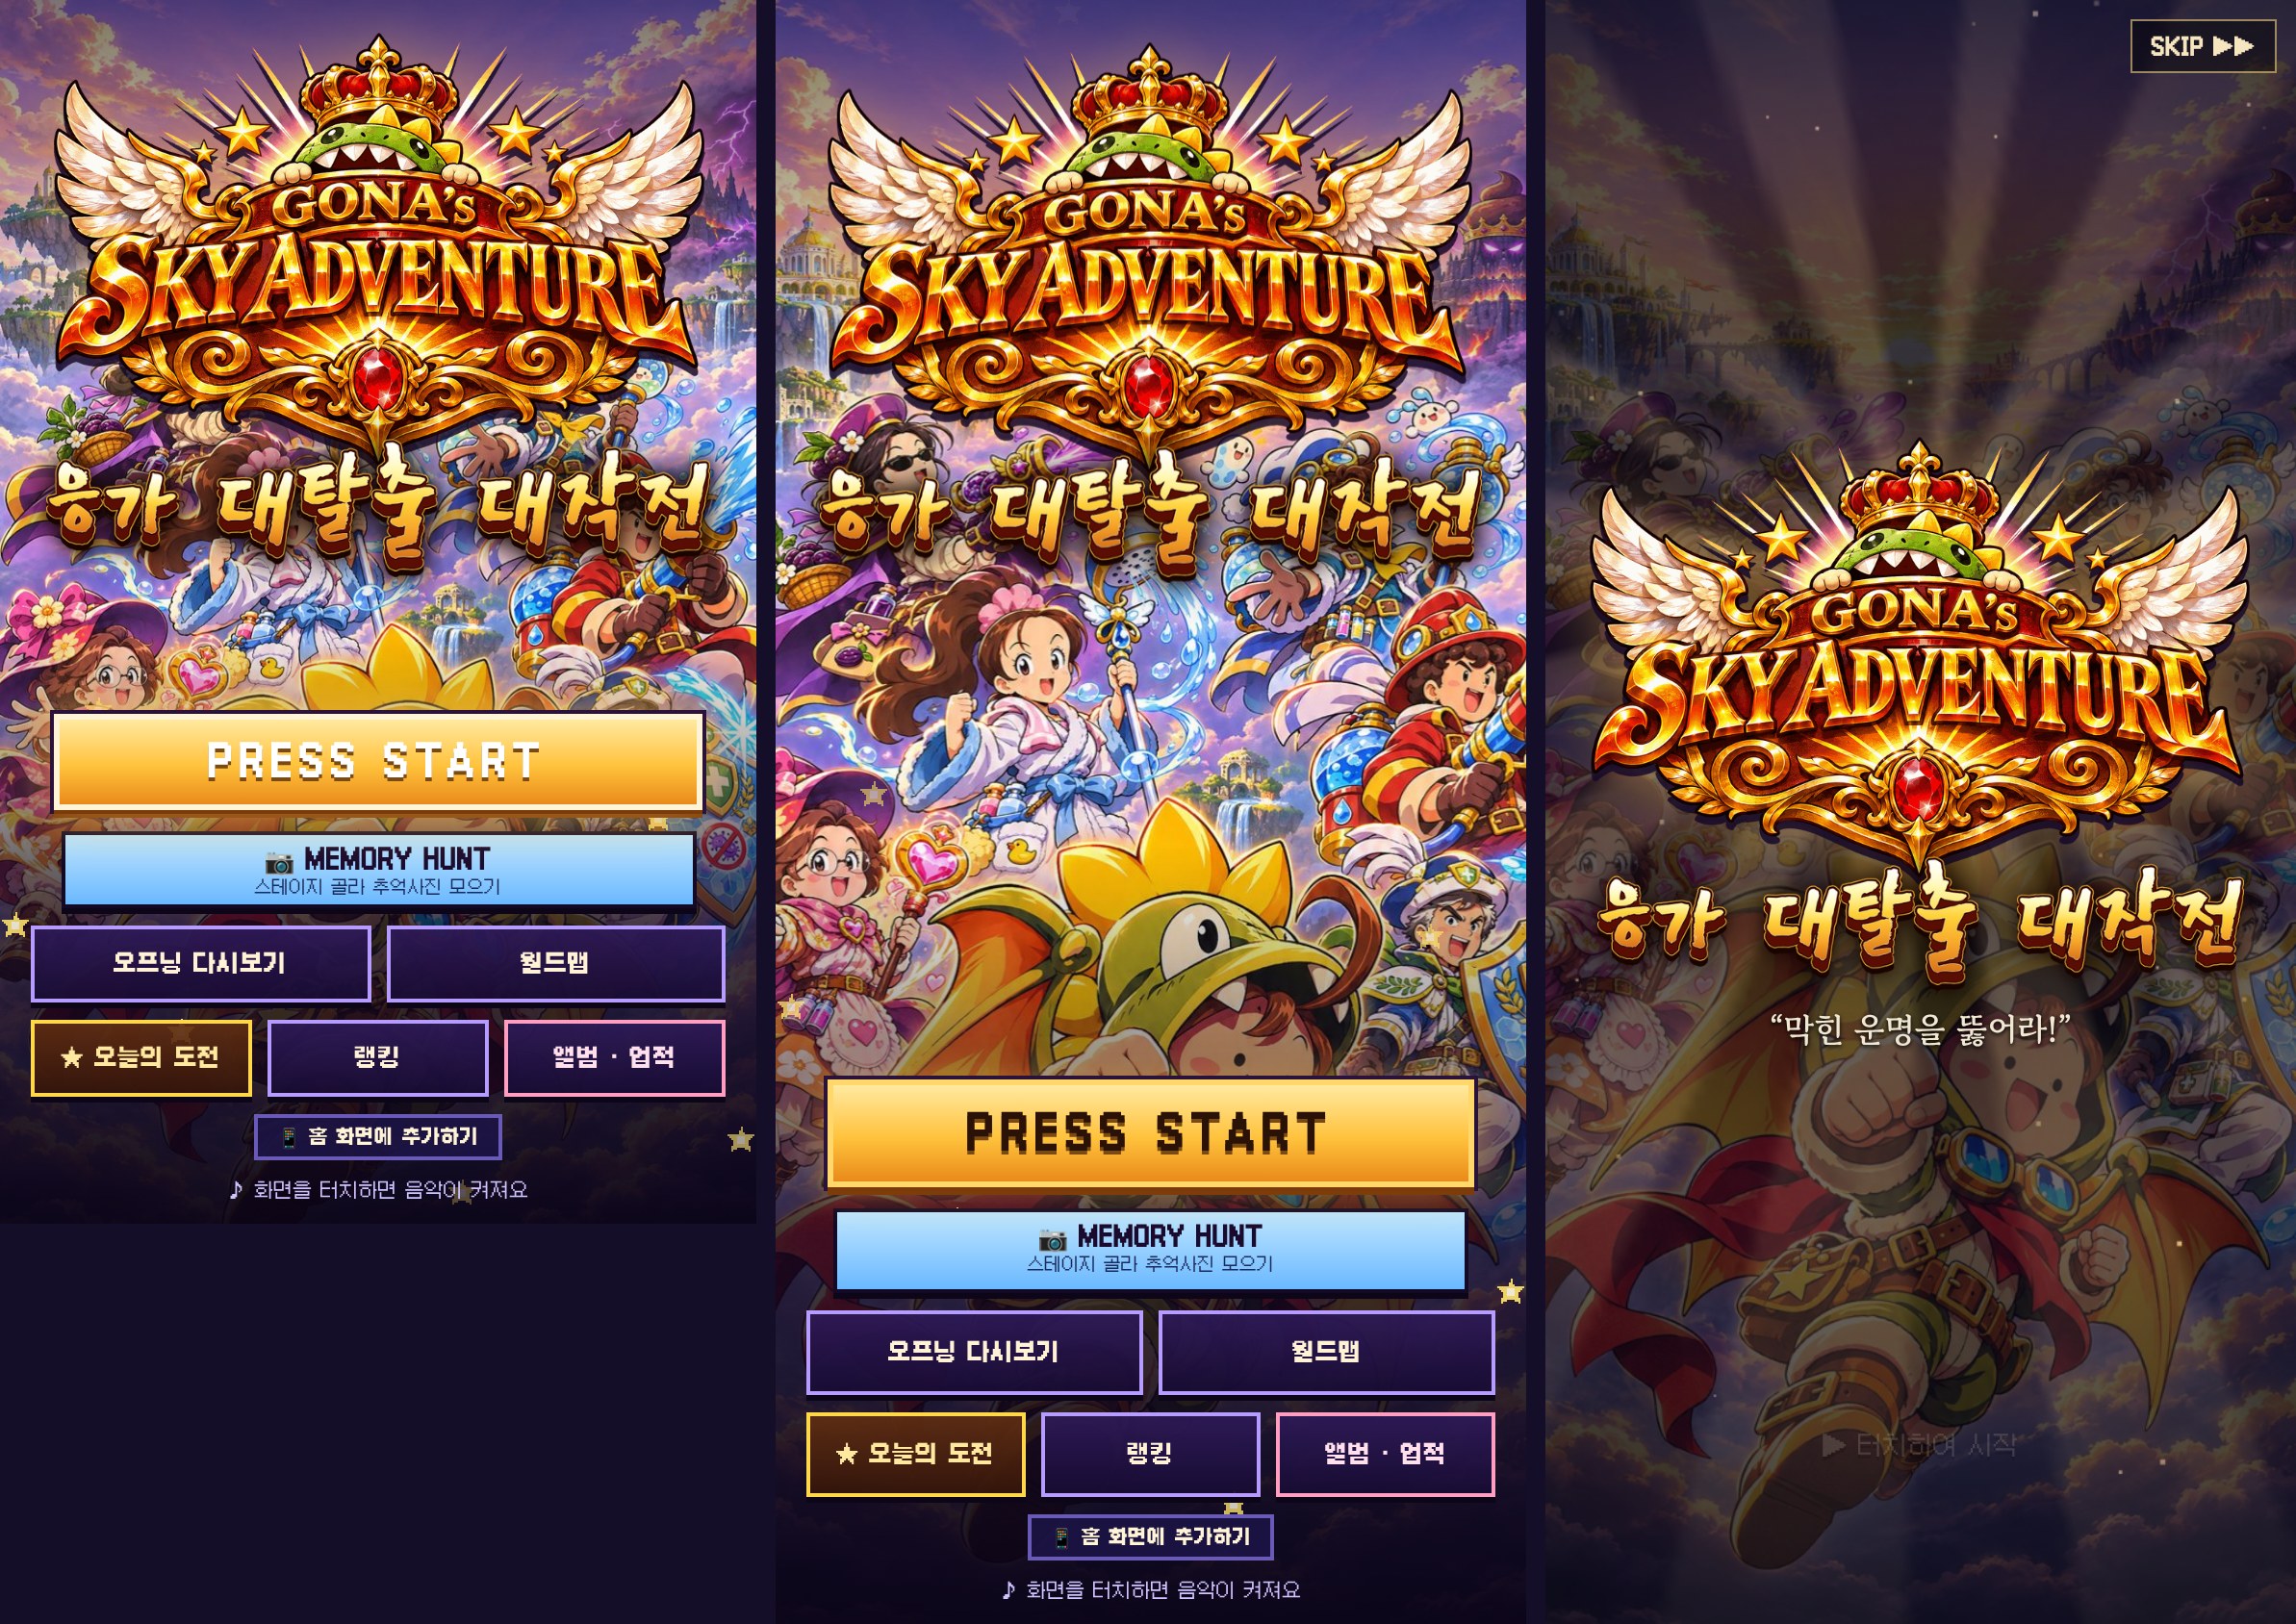 GONA's
SKY ADVENTURE
응가 대탈출 대작전
PRESS START
📷 MEMORY HUNT
스테이지 골라 추억사진 모으기
오프닝 다시보기
월드맵
★ 오늘의 도전
랭킹
앨범 · 업적
📱 홈 화면에 추가하기
♪ 화면을 터치하면 음악이 켜져요
GONA's
SKY ADVENTURE
응가 대탈출 대작전
PRESS START
📷 MEMORY HUNT
스테이지 골라 추억사진 모으기
오프닝 다시보기
월드맵
★ 오늘의 도전
랭킹
앨범 · 업적
📱 홈 화면에 추가하기
♪ 화면을 터치하면 음악이 켜져요
SKIP ▶▶
GONA's
SKY ADVENTURE
응가 대탈출 대작전
“막힌 운명을 뚫어라!”
▶ 터치하여 시작